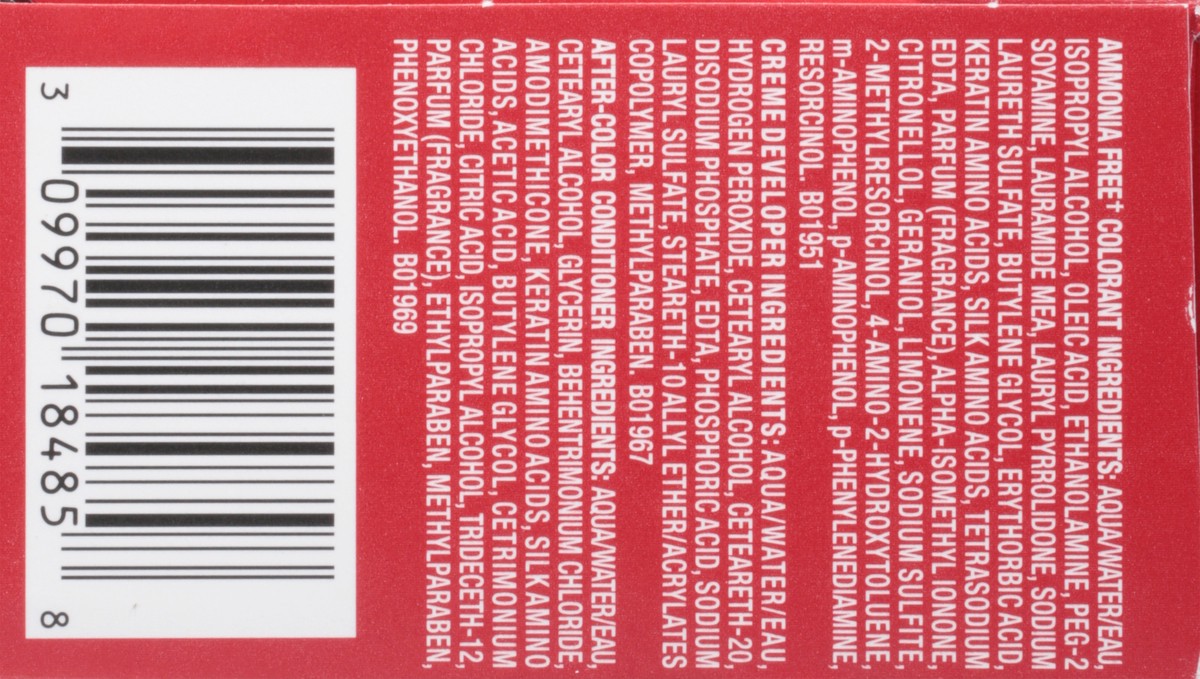 AMMONIA FREE† COLORANT INGREDIENTS: AQUA/WATER/EAU,
ISOPROPYL ALCOHOL, OLEIC ACID, ETHANOLAMINE, PEG-2
SOYAMINE, LAURAMIDE MEA, LAURYL PYRROLIDONE, SODIUM
LAURETH SULFATE, BUTYLENE GLYCOL, ERYTHORBIC ACID,
KERATIN AMINO ACIDS, SILK AMINO ACIDS, TETRASODIUM
EDTA, PARFUM (FRAGRANCE), ALPHA-ISOMETHYL IONONE,
CITRONELLOL, GERANIOL, LIMONENE, SODIUM SULFITE,
2-METHYLRESORCINOL, 4-AMINO-2-HYDROXYTOLUENE,
m-AMINOPHENOL, p-AMINOPHENOL, p-PHENYLENEDIAMINE,
RESORCINOL. B01951
CREME DEVELOPER INGREDIENTS: AQUA/WATER/EAU,
HYDROGEN PEROXIDE, CETEARYL ALCOHOL, CETEARETH-20,
DISODIUM PHOSPHATE, EDTA, PHOSPHORIC ACID, SODIUM
LAURYL SULFATE, STEARETH-10 ALLYL ETHER/ACRYLATES
COPOLYMER, METHYLPARABEN. B01967
AFTER-COLOR CONDITIONER INGREDIENTS: AQUA/WATER/EAU,
CETEARYL ALCOHOL, GLYCERIN, BEHENTRIMONIUM CHLORIDE,
AMODIMETHICONE, KERATIN AMINO ACIDS, SILK AMINO
ACIDS, ACETIC ACID, BUTYLENE GLYCOL, CETRIMONIUM
CHLORIDE, CITRIC ACID, ISOPROPYL ALCOHOL, TRIDECETH-12,
PARFUM (FRAGRANCE), ETHYLPARABEN, METHYLPARABEN,
PHENOXYETHANOL. B01969
3 09970 18485 8